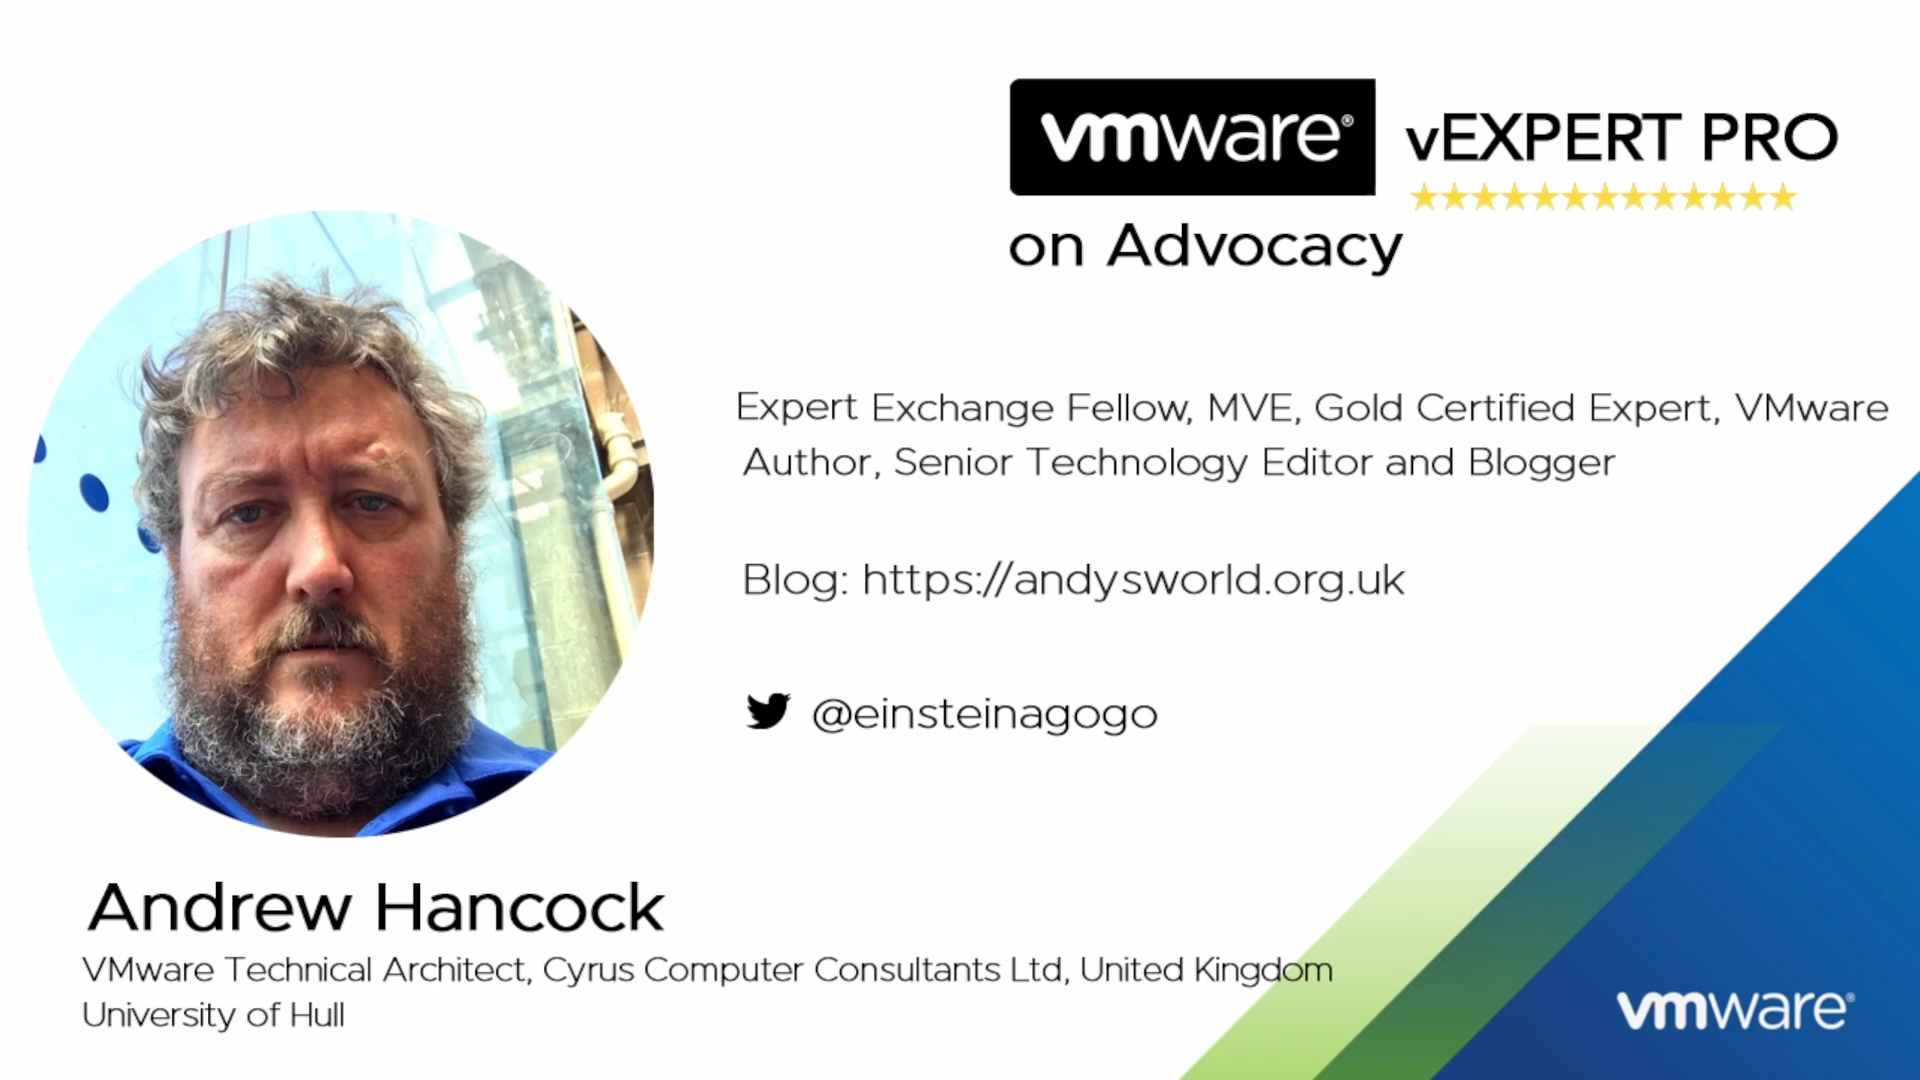 vmware® vEXPERT PRO
on Advocacy
Expert Exchange Fellow, MVE, Gold Certified Expert, VMware
Author, Senior Technology Editor and Blogger
Blog: https://andysworld.org.uk
@einsteinagogo
Andrew Hancock
VMware Technical Architect, Cyrus Computer Consultants Ltd, United Kingdom
University of Hull
vmware®